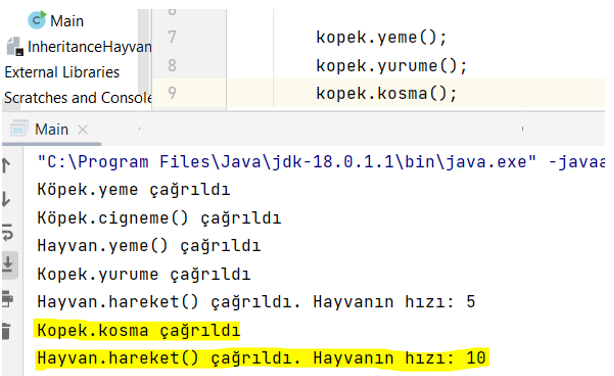 Main
InheritanceHayvan
External Libraries
Scratches and Console
6
7 kopek.yeme();
8 kopek.yurume();
9 kopek.kosma();
Main
"C:\Program Files\Java\jdk-18.0.1.1\bin\java.exe" -javaa
Köpek.yeme çağrıldı
Köpek.cigneme() çağrıldı
Hayvan.yeme() çağrıldı
Kopek.yurume çağrıldı
Hayvan.hareket() çağrıldı. Hayvanın hızı: 5
Kopek.kosma çağrıldı
Hayvan.hareket() çağrıldı. Hayvanın hızı: 10